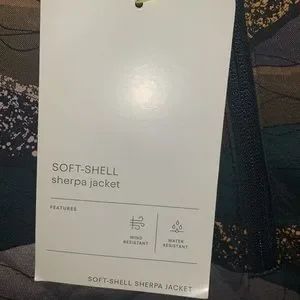 SOFT-SHELL
sherpa jacket
FEATURES
WIND
RESISTANT
WATER
RESISTANT
SOFT-SHELL SHERPA JACKET